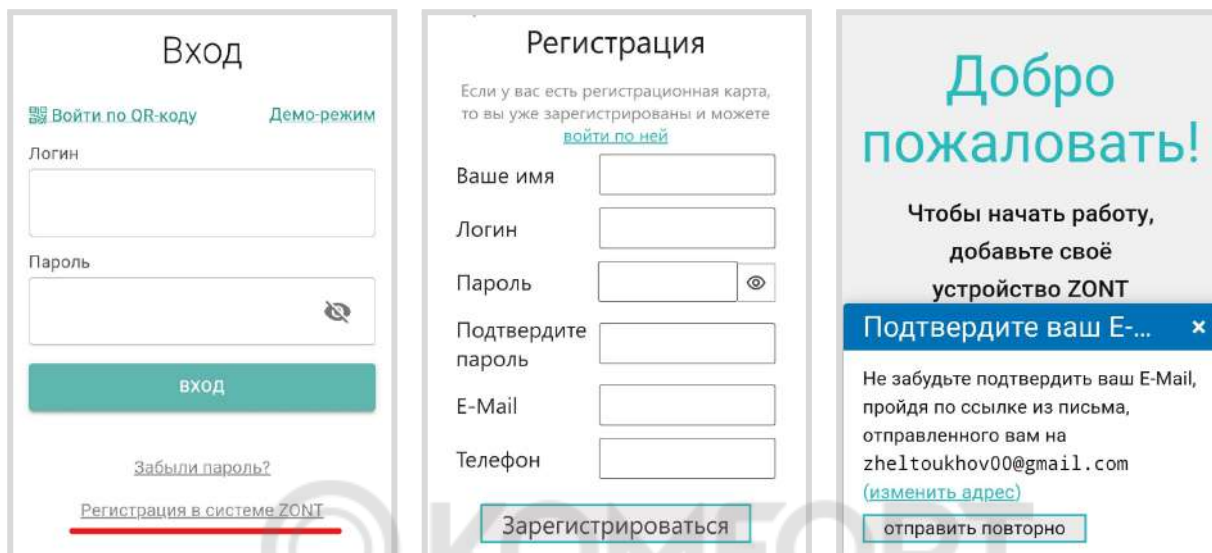 Вход
Войти по QR-коду
Демо-режим
Логин
Пароль
вход
Забыли пароль?
Регистрация в системе ZONT
Регистрация
Если у вас есть регистрационная карта,
то вы уже зарегистрированы и можете
войти по ней
Ваше имя
Логин
Пароль
Подтвердите
пароль
E-Mail
Телефон
Зарегистрироваться
Добро
пожаловать!
Чтобы начать работу,
добавьте своё
устройство ZONT
Подтвердите ваш E-... ×
Не забудьте подтвердить ваш E-Mail,
пройдя по ссылке из письма,
отправленного вам на
zheltoukhov00@gmail.com
(изменить адрес)
отправить повторно
КОМФОРТ